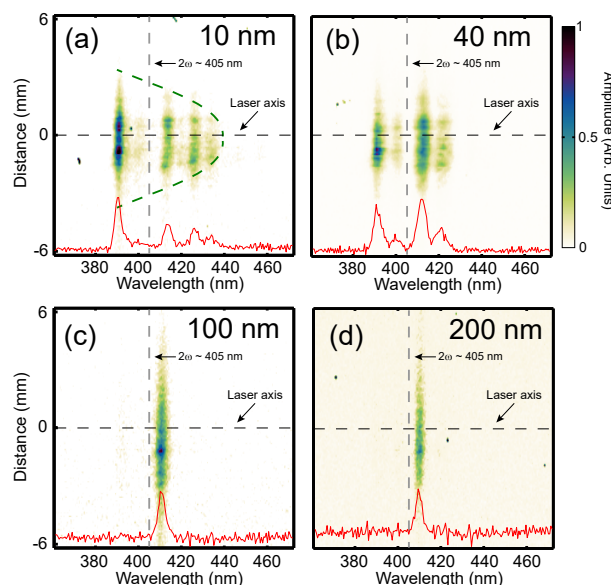 6
(a)
10 nm
2ω ~ 405 nm
Laser axis
0
-6
Distance (mm)
380 400 420 440 460
Wavelength (nm)
(b)
40 nm
2ω ~ 405 nm
Laser axis
380 400 420 440 460
Wavelength (nm)
1
0.5
0
Amplitude (Arb. Units)
6
(c)
100 nm
2ω ~ 405 nm
Laser axis
0
-6
Distance (mm)
380 400 420 440 460
Wavelength (nm)
(d)
200 nm
2ω ~ 405 nm
Laser axis
380 400 420 440 460
Wavelength (nm)